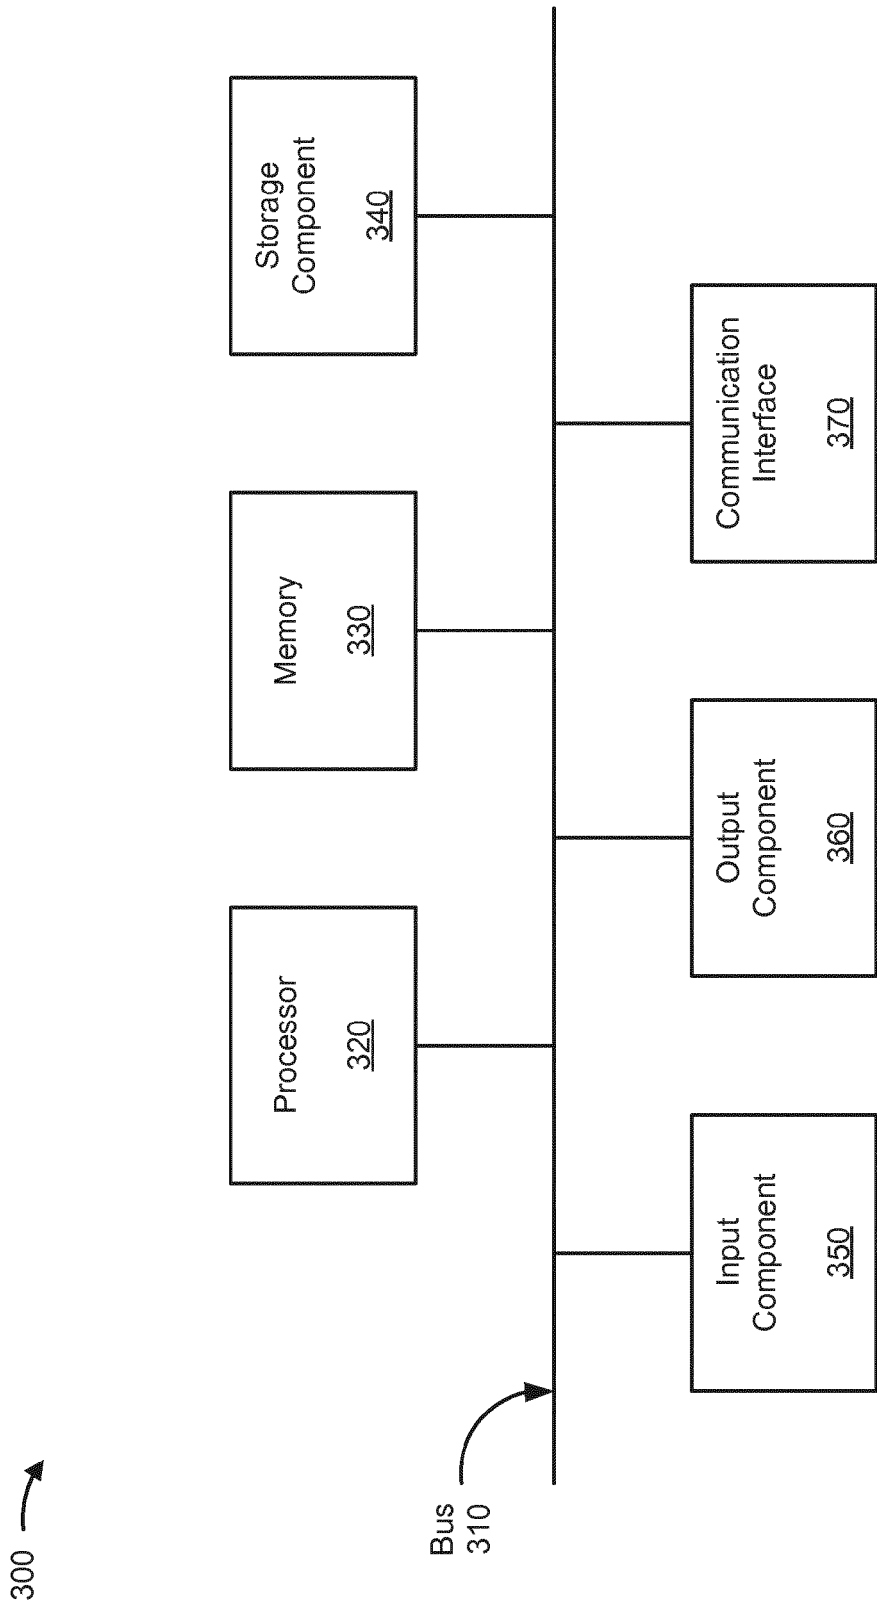 300
Processor
320
Memory
330
Storage
Component
340
Bus
310
Input
Component
350
Output
Component
360
Communication
Interface
370